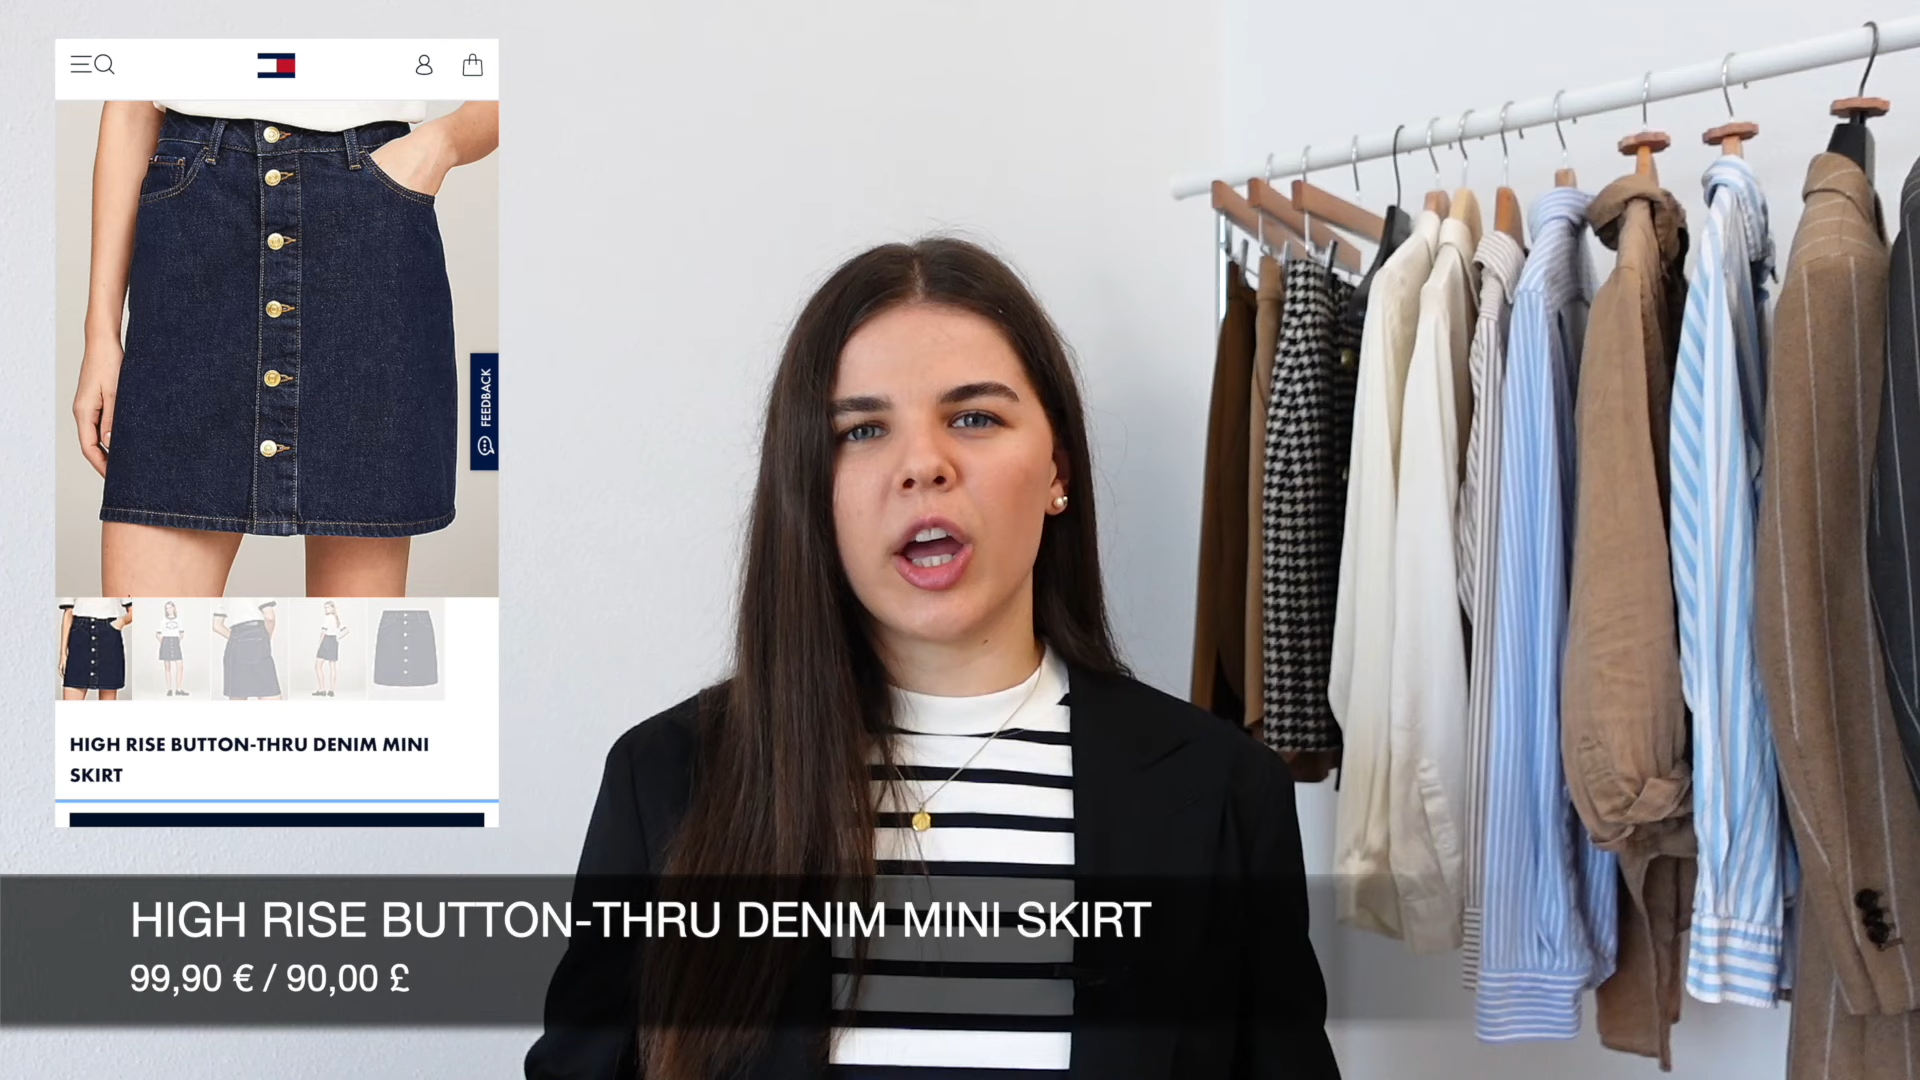 FEEDBACK
HIGH RISE BUTTON-THRU DENIM MINI
SKIRT
HIGH RISE BUTTON-THRU DENIM MINI SKIRT
99,90 € / 90,00 £